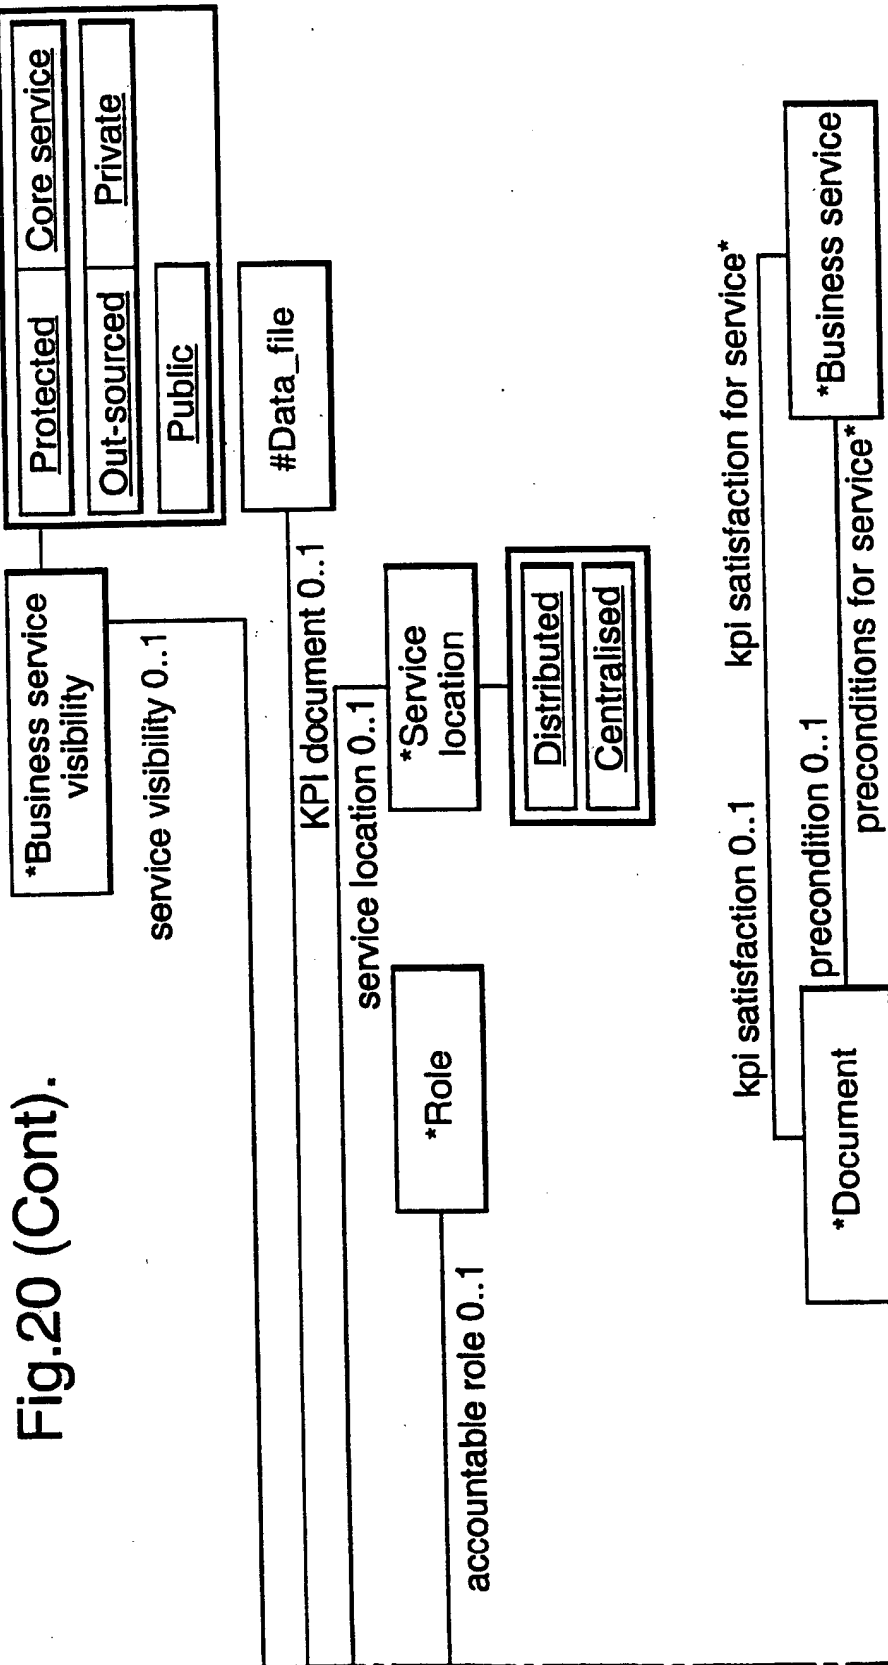 Fig.20 (Cont).
*Business service
visibility
Protected
Core service
Out-sourced
Private
Public
service visibility 0..1
#Data_file
KPI document 0..1
service location 0..1
*Service
location
Distributed
Centralised
*Role
accountable role 0..1
kpi satisfaction 0..1
kpi satisfaction for service*
*Document
precondition 0..1
preconditions for service*
*Business service